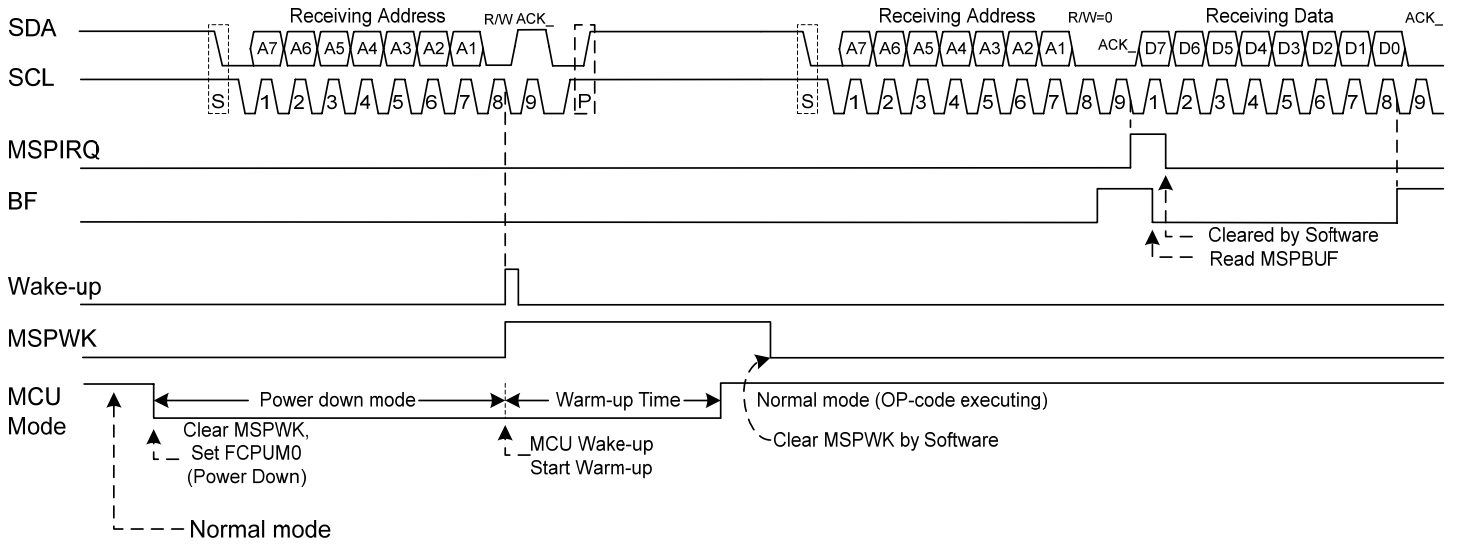 Receiving Address R/W ACK_ Receiving Address R/W=0 Receiving Data ACK_
SDA A7 A6 A5 A4 A3 A2 A1 A7 A6 A5 A4 A3 A2 A1 ACK_ D7 D6 D5 D4 D3 D2 D1 D0
SCL S 1 2 3 4 5 6 7 8 9 P S 1 2 3 4 5 6 7 8 9 1 2 3 4 5 6 7 8 9
MSPIRQ
BF
Cleared by Software
Read MSPBUF
Wake-up
MSPWK
MCU Mode
Power down mode Warm-up Time Normal mode (OP-code executing)
Clear MSPWK,
Set FCPUM0
(Power Down)
MCU Wake-up
Start Warm-up
Clear MSPWK by Software
Normal mode